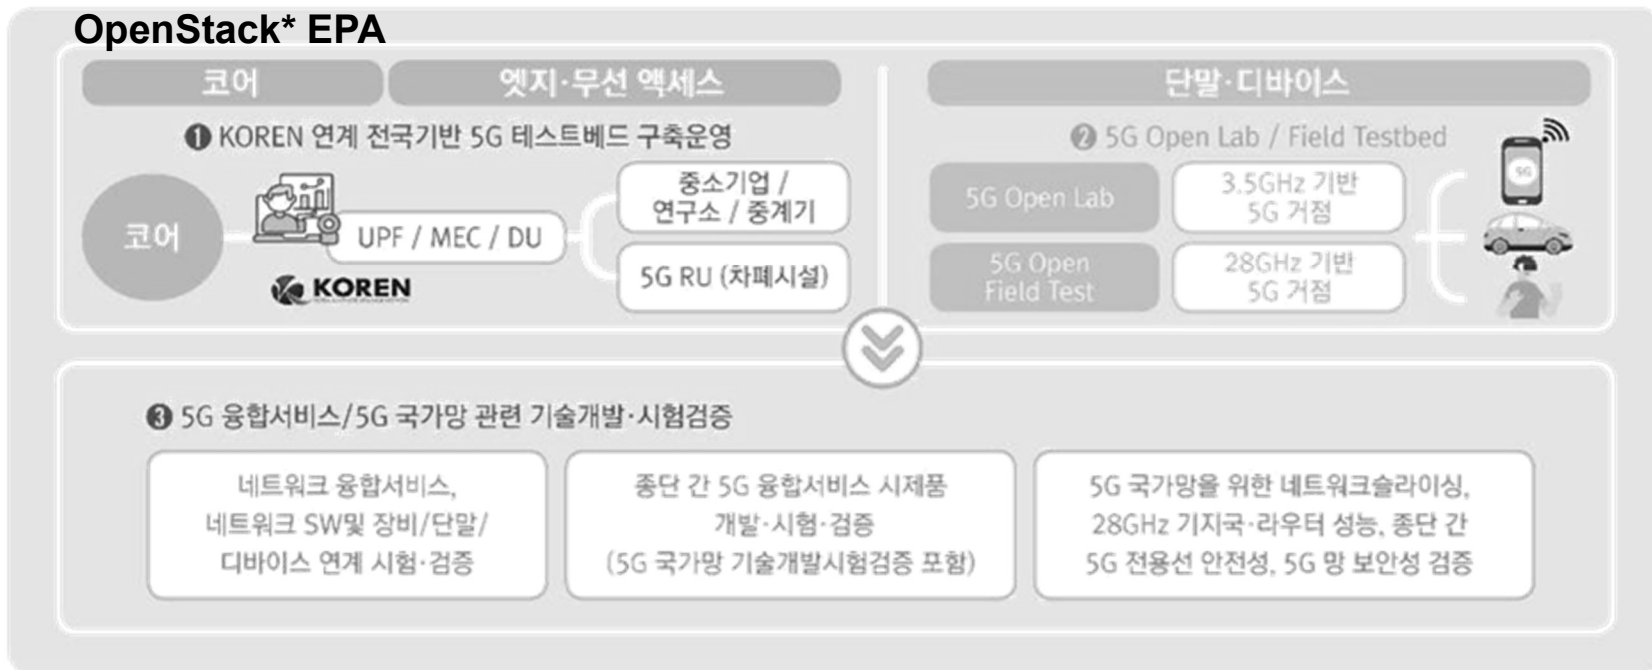 OpenStack* EPA
코어
엣지·무선 액세스
단말·디바이스
❶ KOREN 연계 전국기반 5G 테스트베드 구축운영
코어
UPF / MEC / DU
KOREN
중소기업 /
연구소 / 중계기
5G RU (차폐시설)
❷ 5G Open Lab / Field Testbed
5G Open Lab
3.5GHz 기반
5G 거점
5G Open
Field Test
28GHz 기반
5G 거점
5G
❸ 5G 융합서비스/5G 국가망 관련 기술개발·시험검증
네트워크 융합서비스,
네트워크 SW및 장비/단말/
디바이스 연계 시험·검증
종단 간 5G 융합서비스 시제품
개발·시험·검증
(5G 국가망 기술개발시험검증 포함)
5G 국가망을 위한 네트워크슬라이싱,
28GHz 기지국·라우터 성능, 종단 간
5G 전용선 안전성, 5G 망 보안성 검증